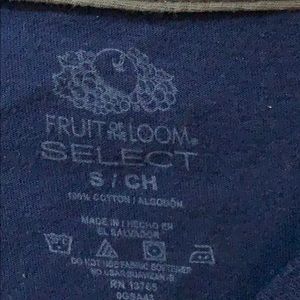 FRUIT OF THE LOOM®
SELECT
S / CH
100% COTTON / ALGODÓN
MADE IN / HECHO EN
EL SALVADOR
DO NOT USE FABRIC SOFTENER
NO USAR SUAVIZANTE
RN 13765